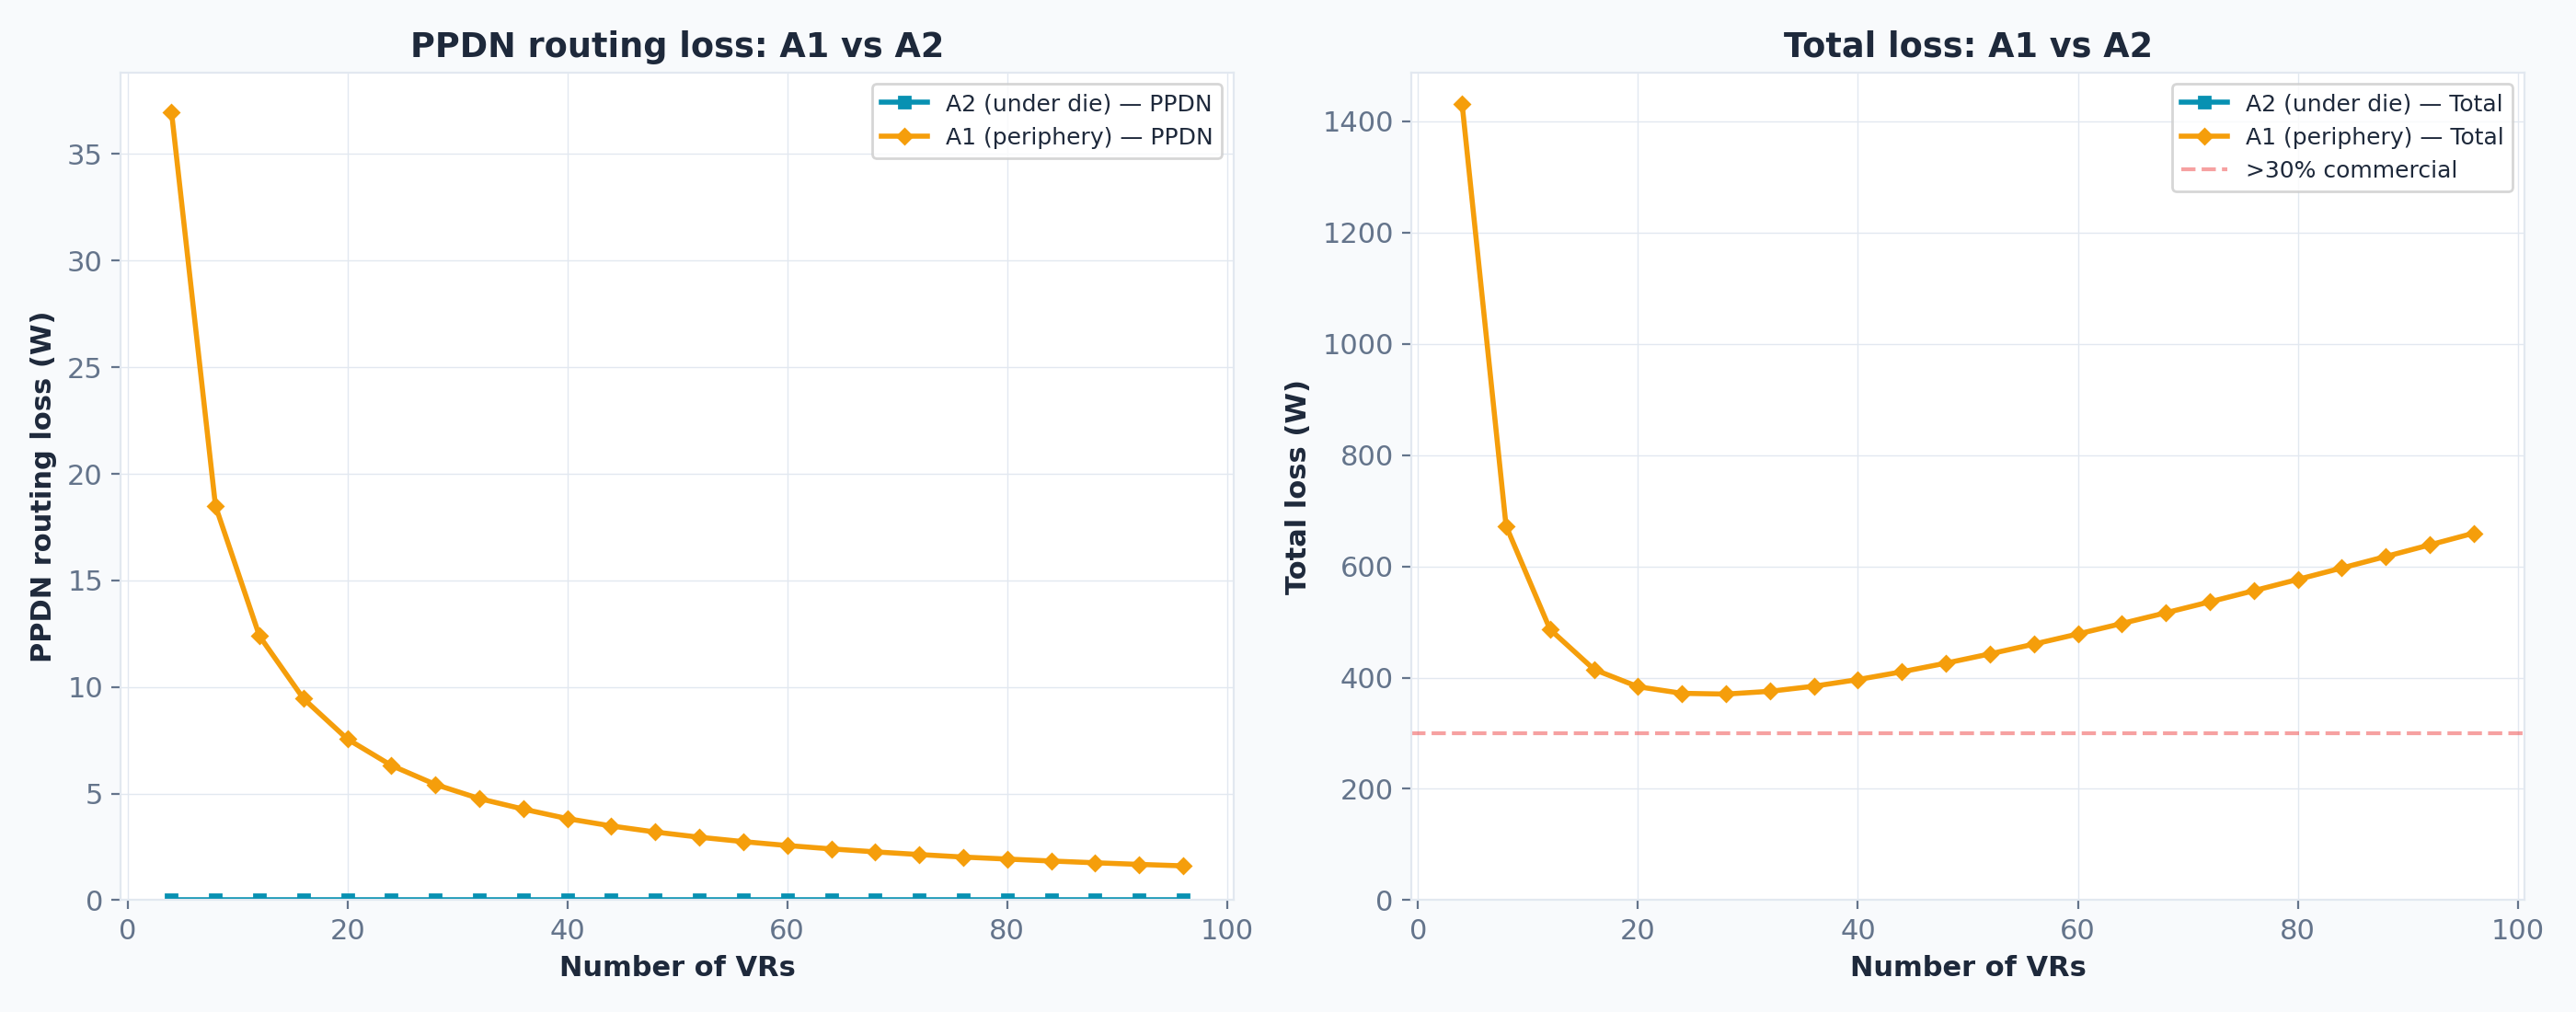 PPDN routing loss: A1 vs A2
A2 (under die) — PPDN
A1 (periphery) — PPDN
PPDN routing loss (W)
35
30
25
20
15
10
5
0
0 20 40 60 80 100
Number of VRs
Total loss: A1 vs A2
A2 (under die) — Total
A1 (periphery) — Total
>30% commercial
Total loss (W)
1400
1200
1000
800
600
400
200
0
0 20 40 60 80 100
Number of VRs